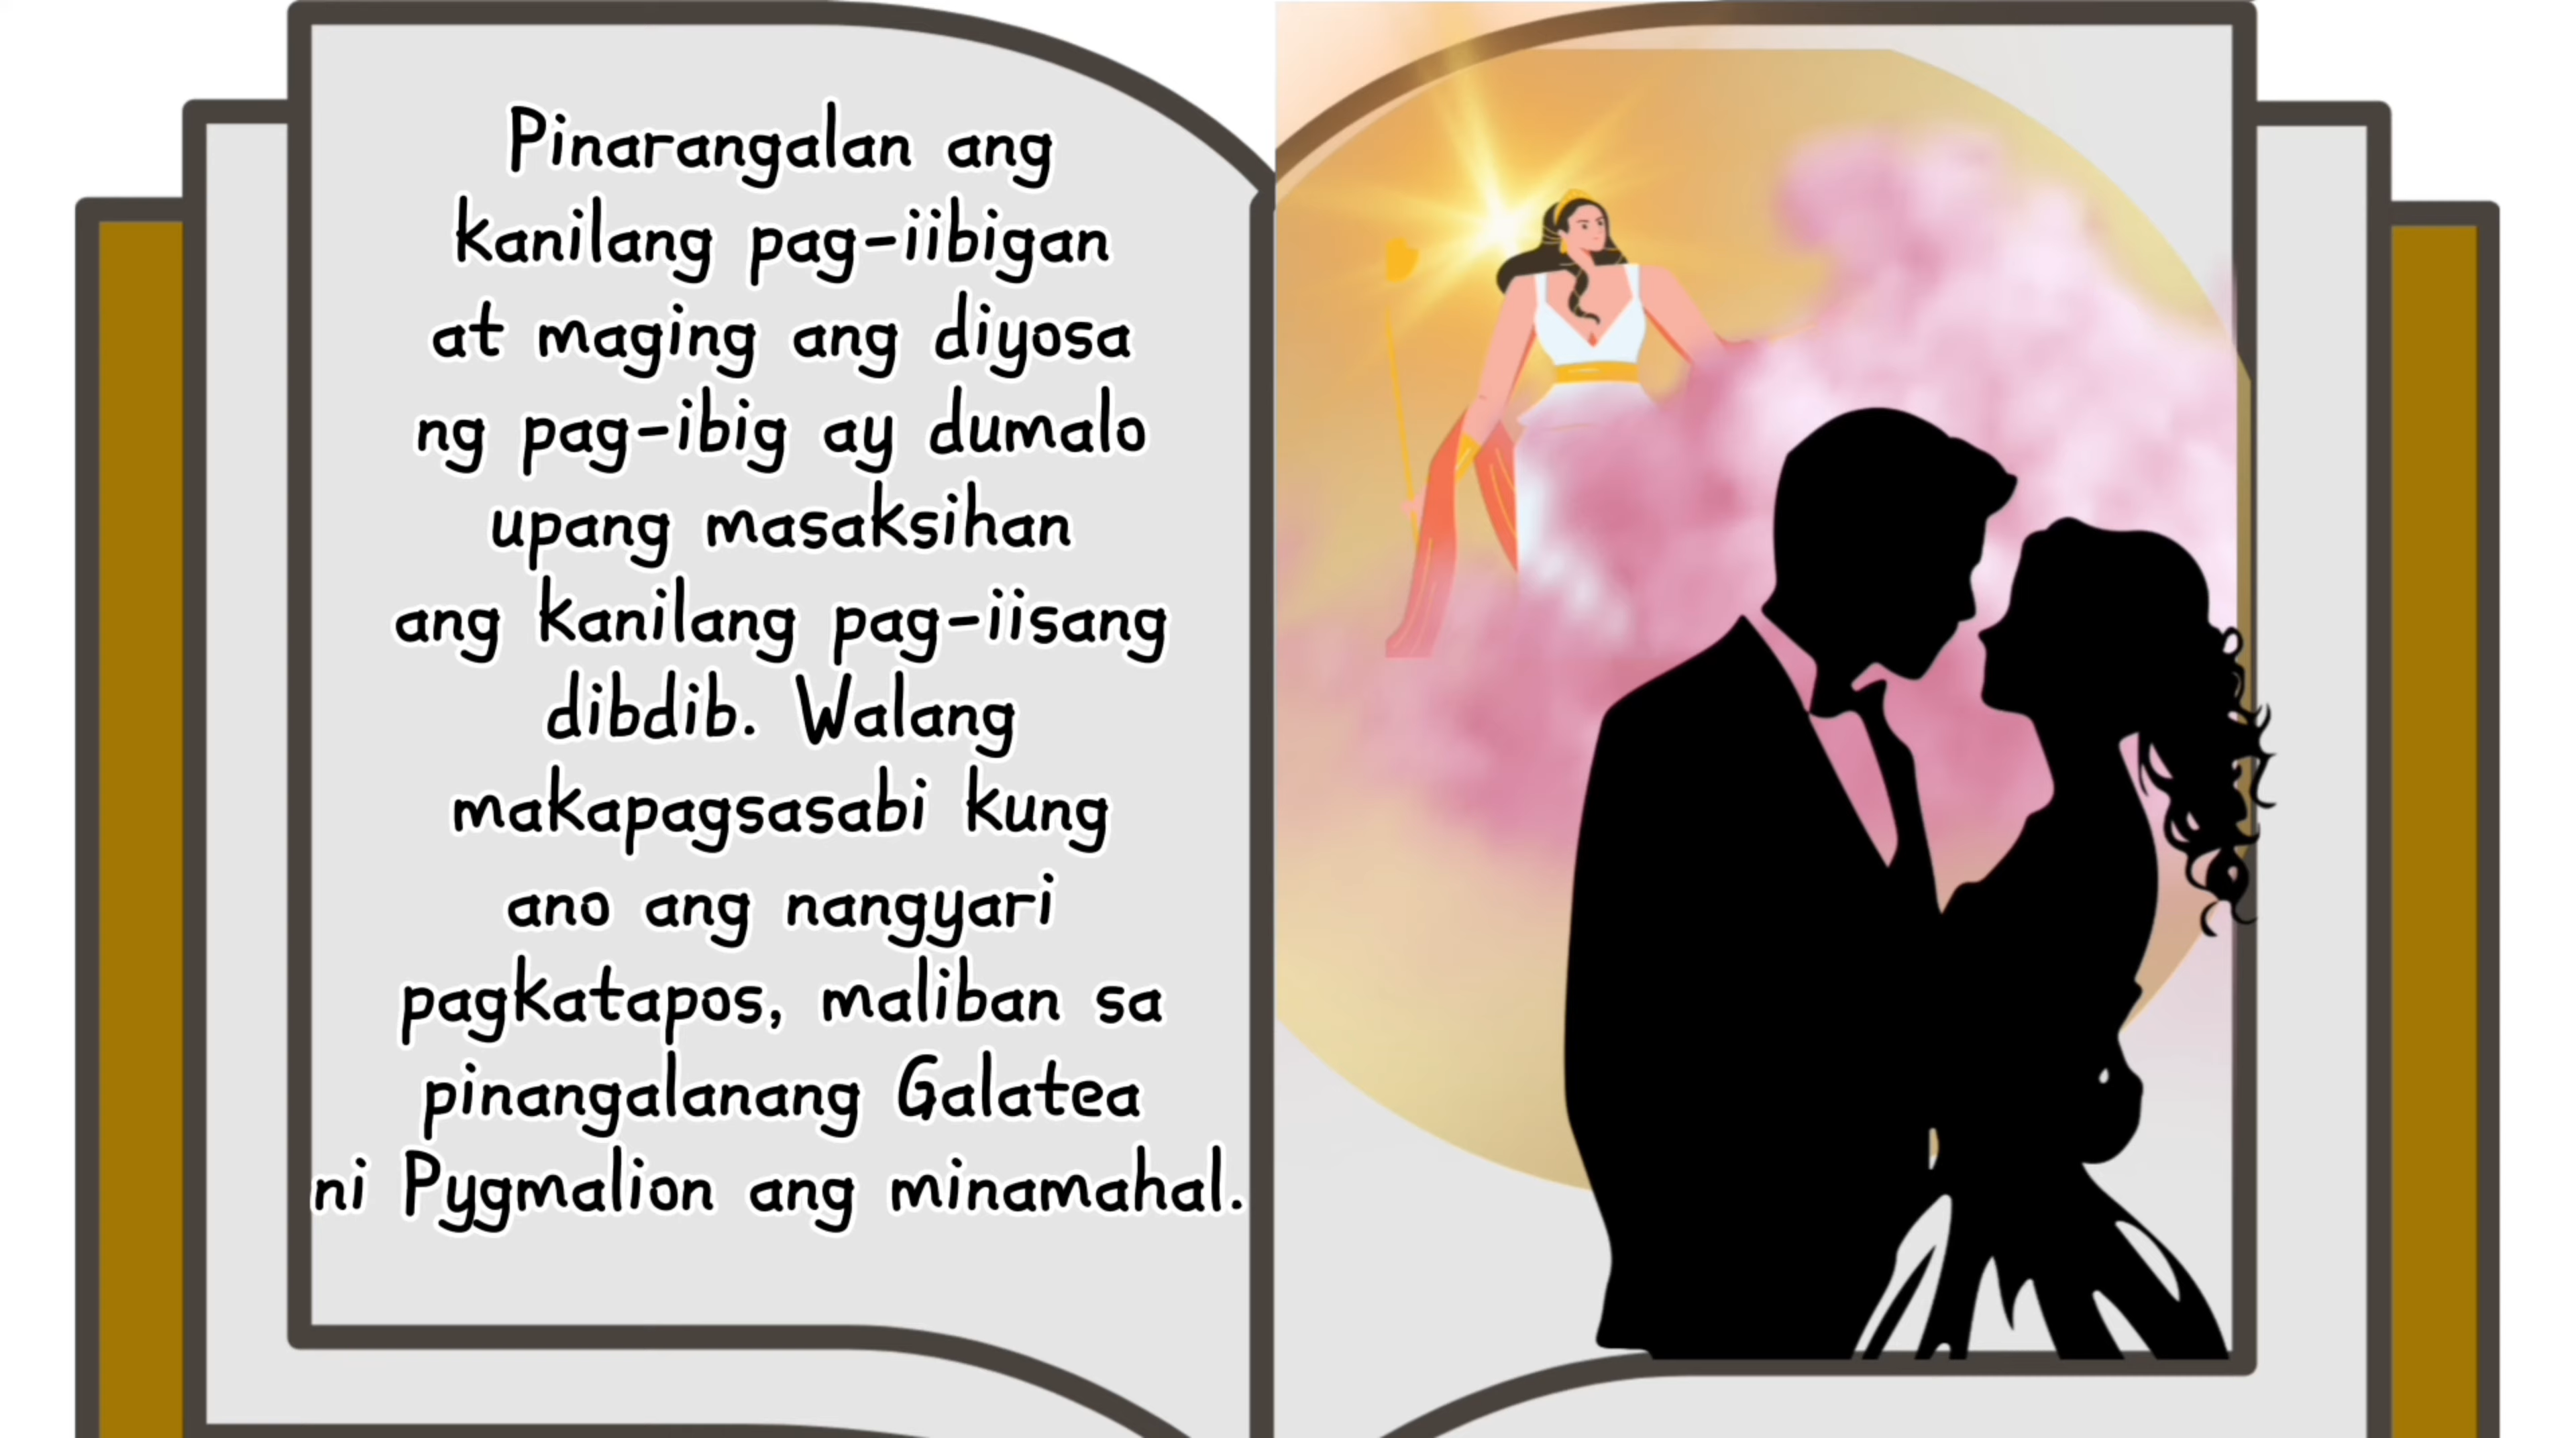 Pinarangalan ang
kanilang pag-iibigan
at maging ang diyosa
ng pag-ibig ay dumalo
upang masaksihan
ang kanilang pag-iisang
dibdib. Walang
makapagsasabi kung
ano ang nangyari
pagkatapos, maliban sa
pinangalanang Galatea
ni Pygmalion ang minamahal.